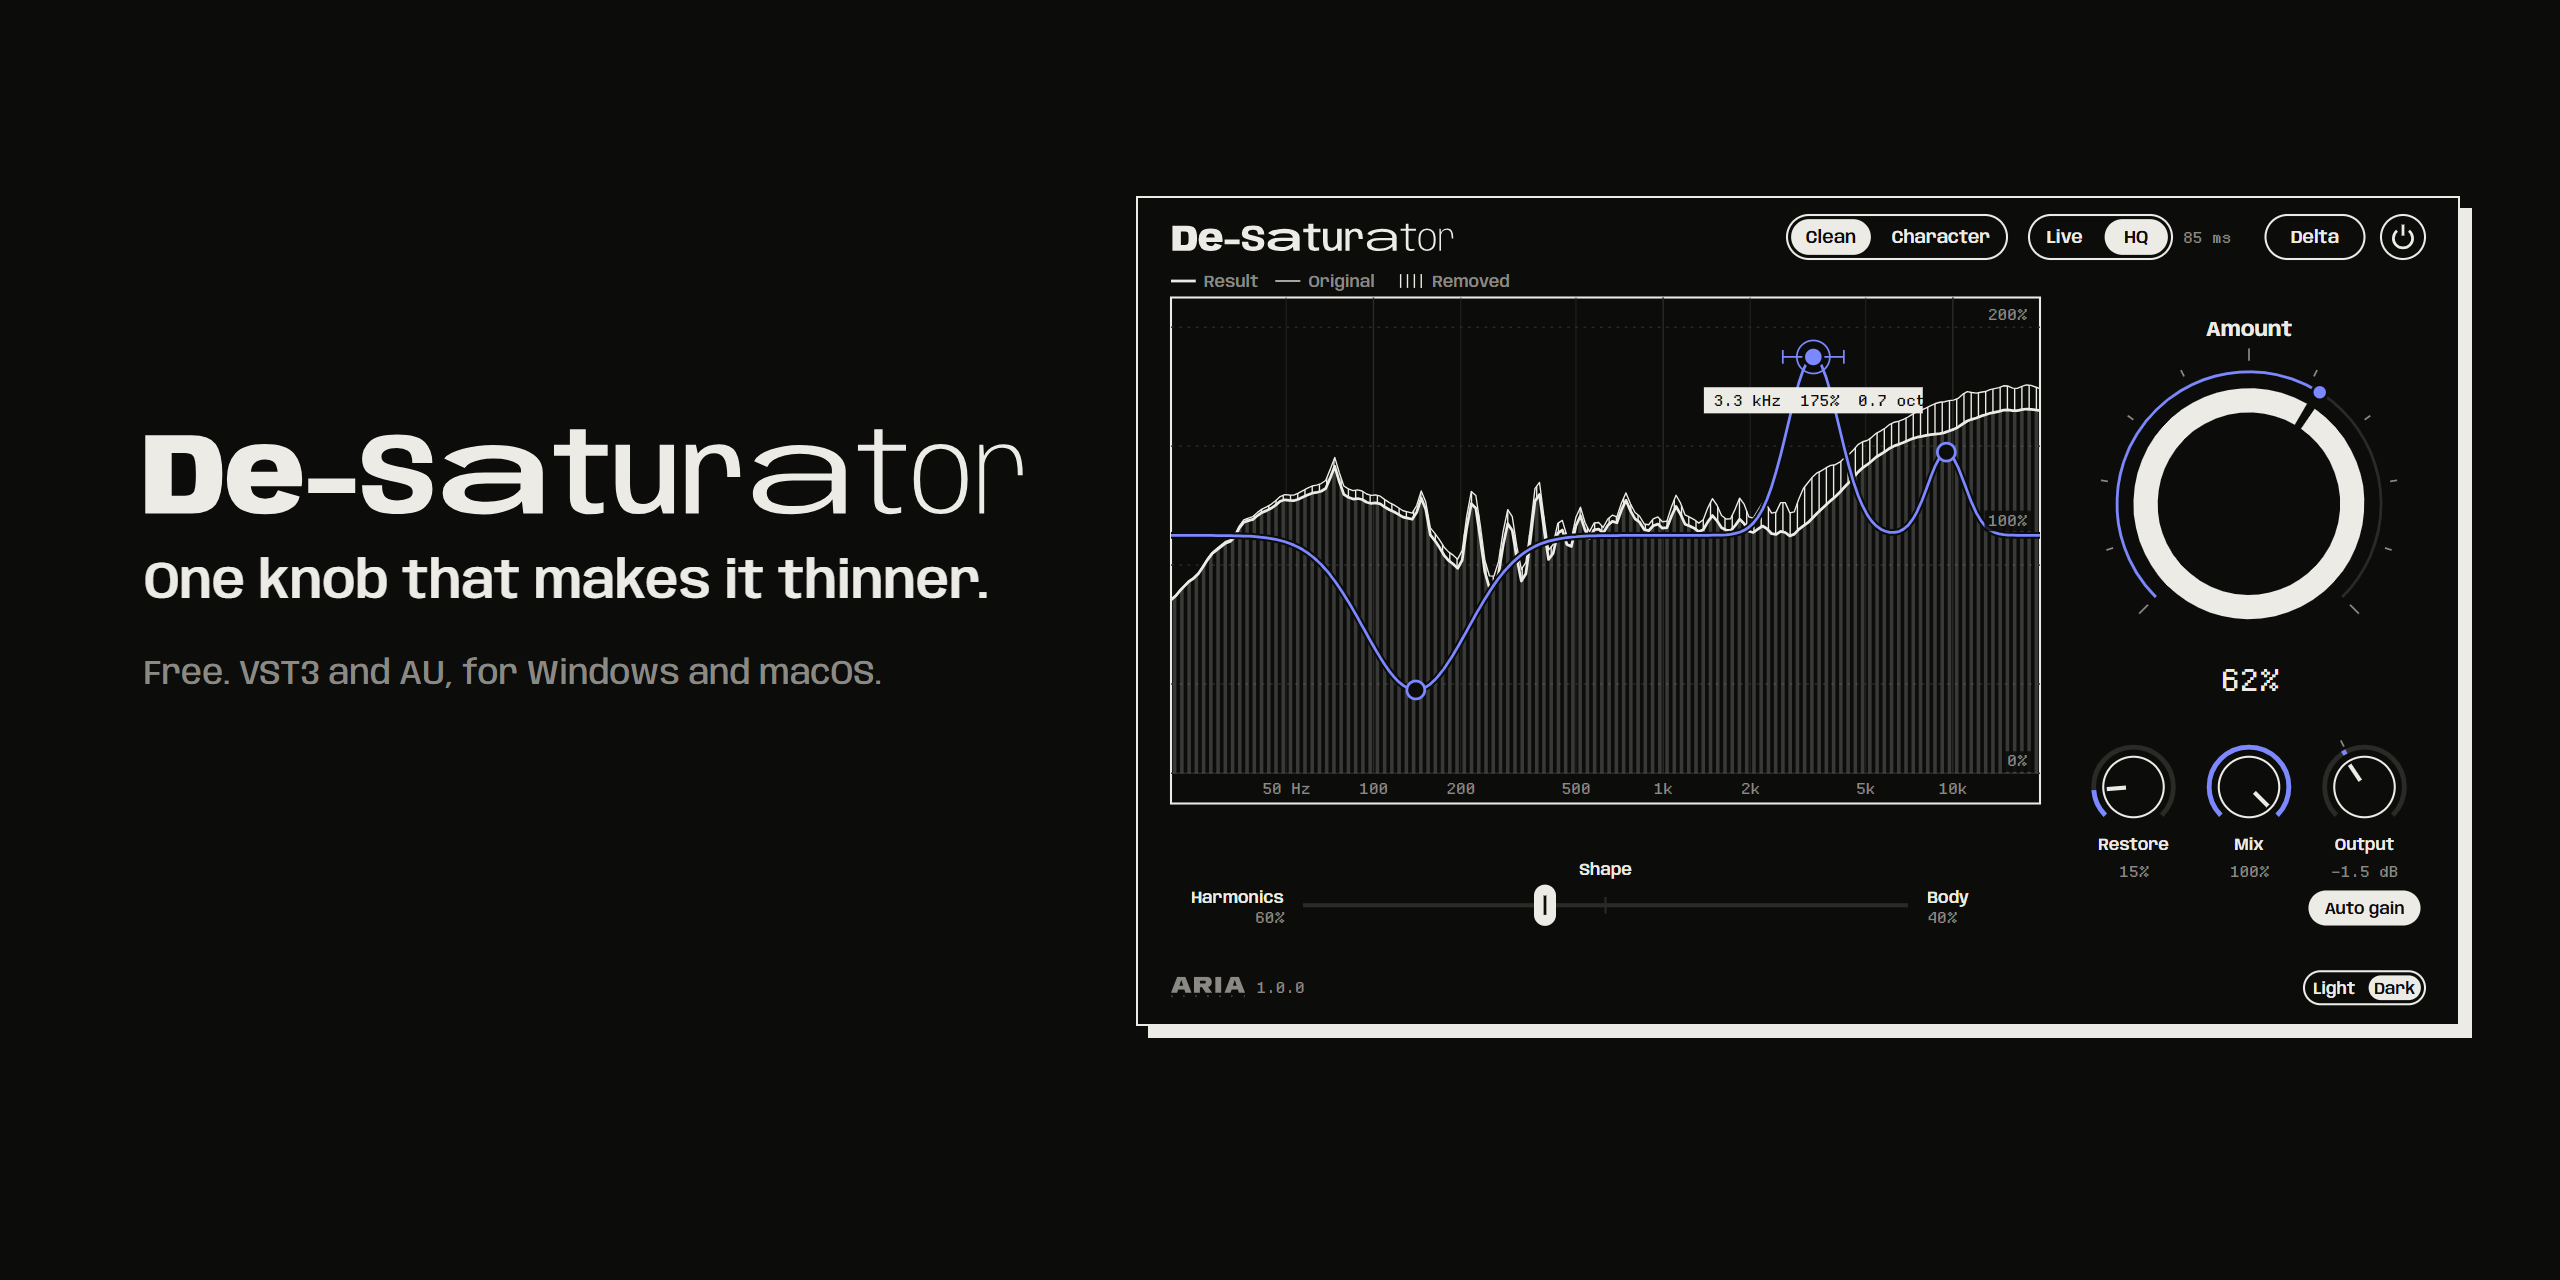 De-Saturator
One knob that makes it thinner.
Free. VST3 and AU, for Windows and macOS.
De-Saturator
Clean Character Live HQ 85 ms Delta
Result Original Removed
200%
3.3 kHz 175% 0.7 oct
100%
0%
50 Hz 100 200 500 1k 2k 5k 10k
Amount
62%
Restore Mix Output
15% 100% -1.5 dB
Auto gain
Shape
Harmonics Body
60% 40%
ARIA 1.0.0
Light Dark